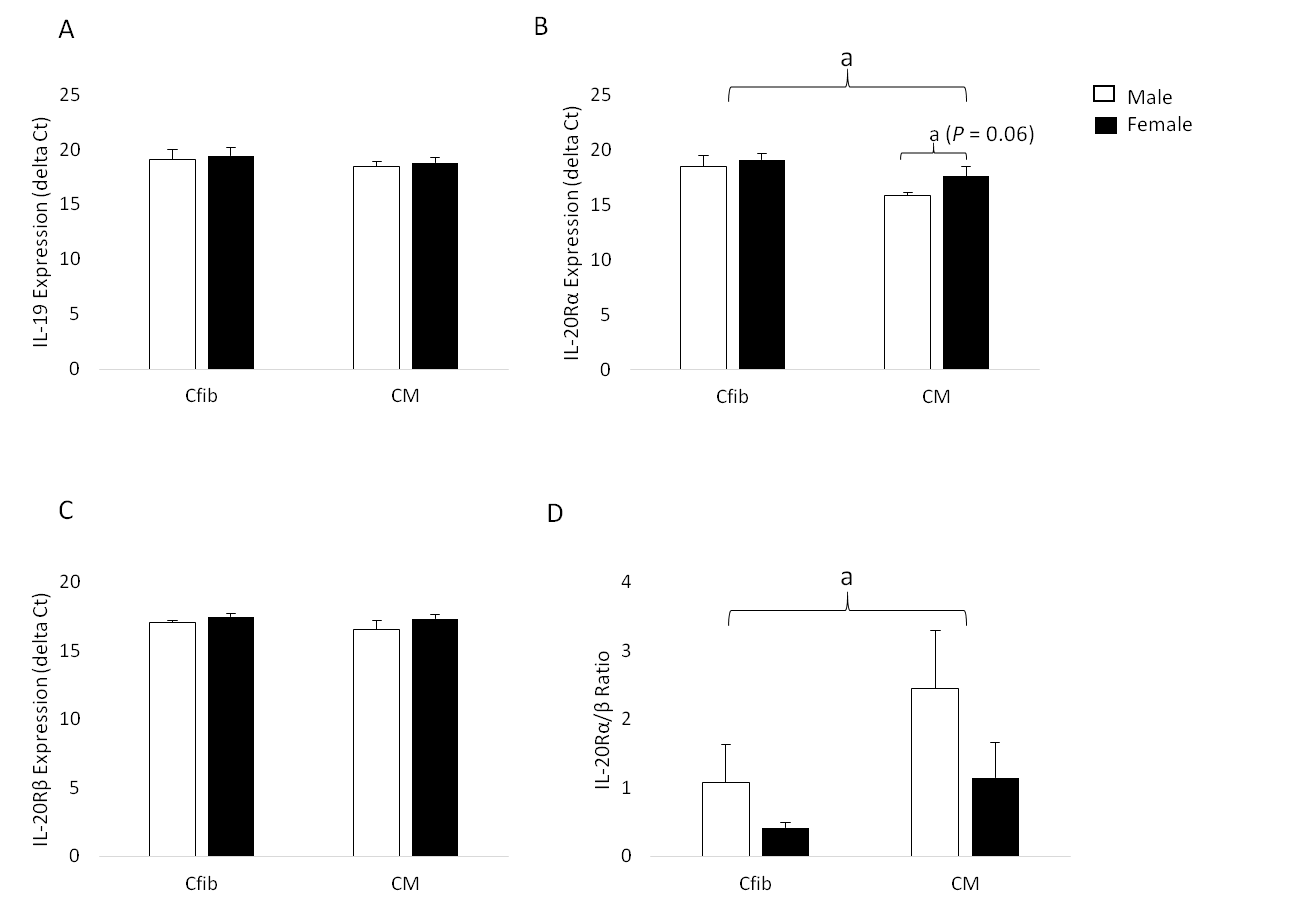 A
IL-19 Expression (delta Ct)
25
20
15
10
5
0
Cfib
CM
B
IL-20Rα Expression (delta Ct)
25
20
15
10
5
0
a
a (P = 0.06)
Cfib
CM
Male
Female
C
IL-20Rβ Expression (delta Ct)
20
15
10
5
0
Cfib
CM
D
IL-20Rα/β Ratio
4
3
2
1
0
a
Cfib
CM